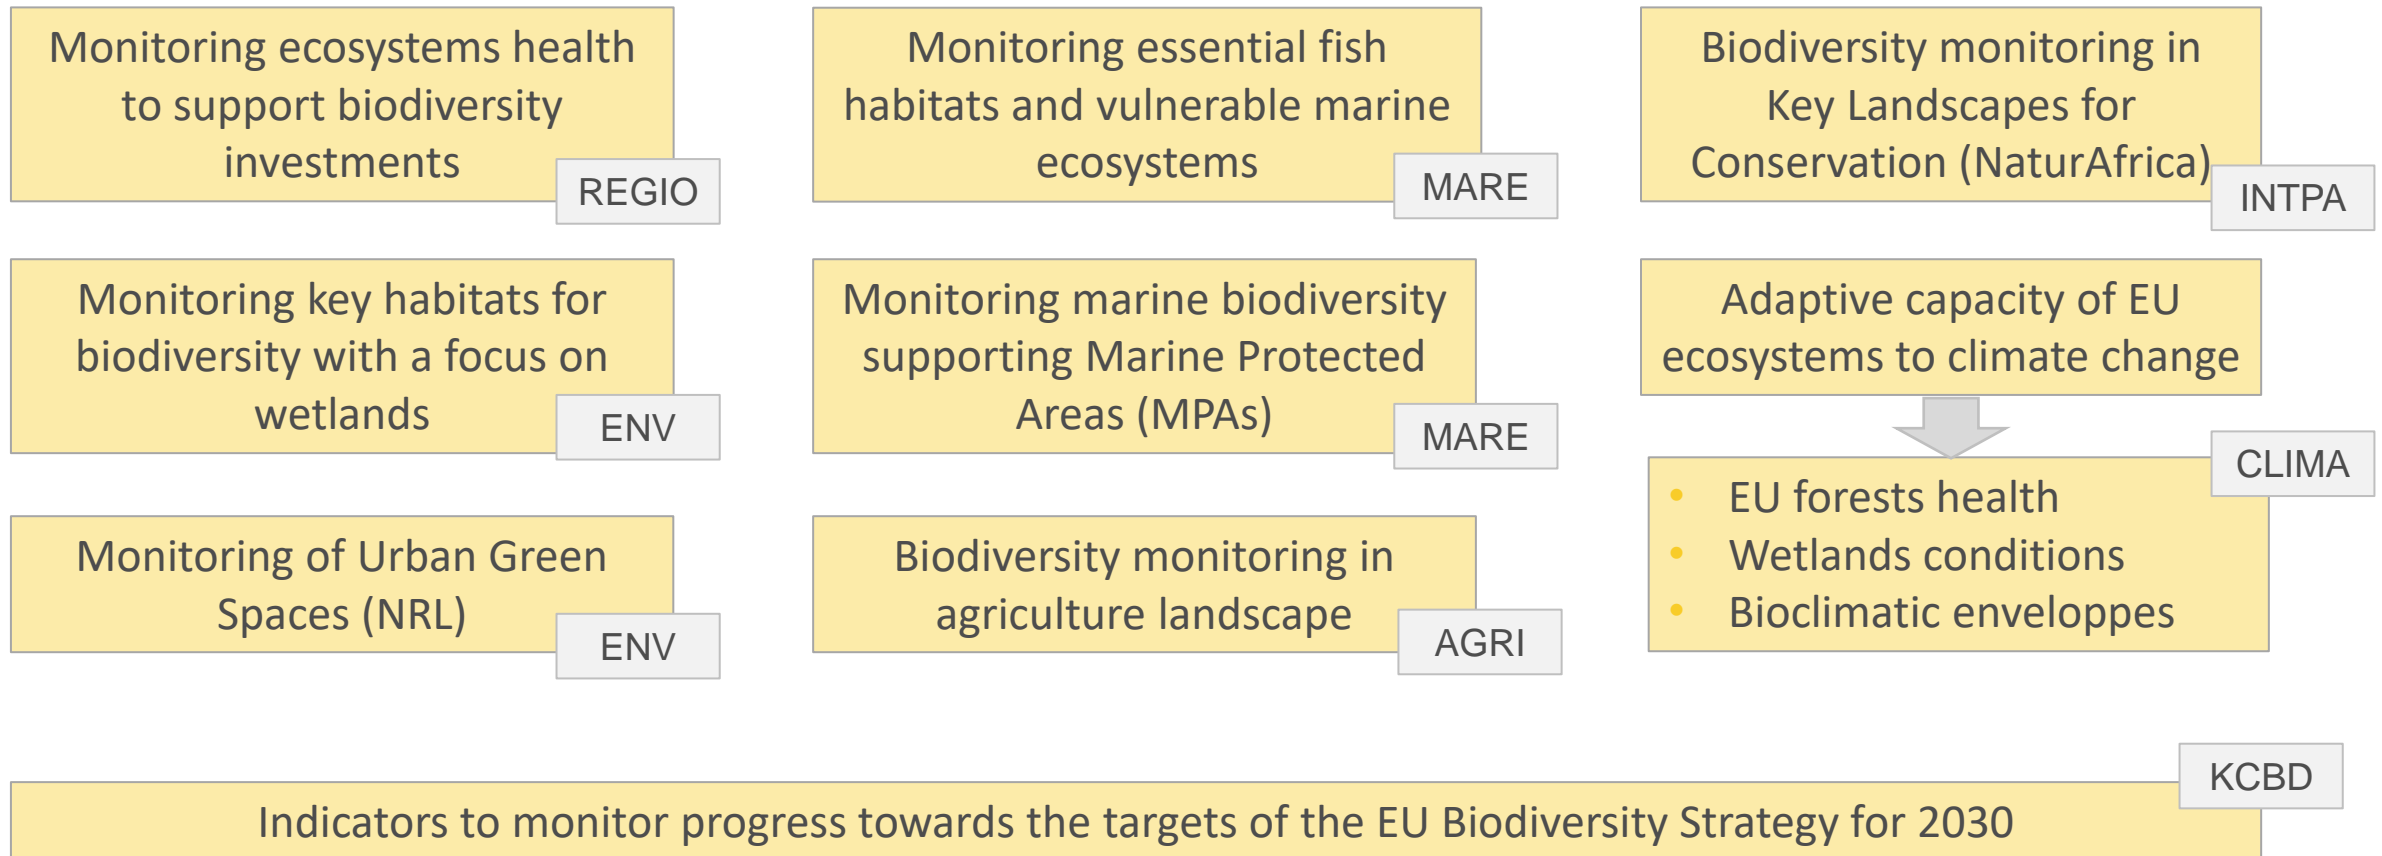 Monitoring ecosystems health
to support biodiversity
investments
REGIO
Monitoring essential fish
habitats and vulnerable marine
ecosystems
MARE
Biodiversity monitoring in
Key Landscapes for
Conservation (NaturAfrica)
INTPA
Monitoring key habitats for
biodiversity with a focus on
wetlands
ENV
Monitoring marine biodiversity
supporting Marine Protected
Areas (MPAs)
MARE
Adaptive capacity of EU
ecosystems to climate change
CLIMA
• EU forests health
• Wetlands conditions
• Bioclimatic enveloppes
Monitoring of Urban Green
Spaces (NRL)
ENV
Biodiversity monitoring in
agriculture landscape
AGRI
KCBD
Indicators to monitor progress towards the targets of the EU Biodiversity Strategy for 2030